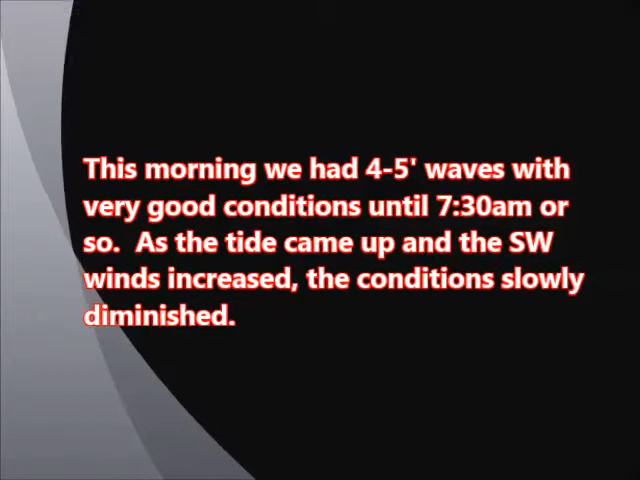 This morning we had 4-5' waves with
very good conditions until 7:30am or
so.  As the tide came up and the SW
winds increased, the conditions slowly
diminished.